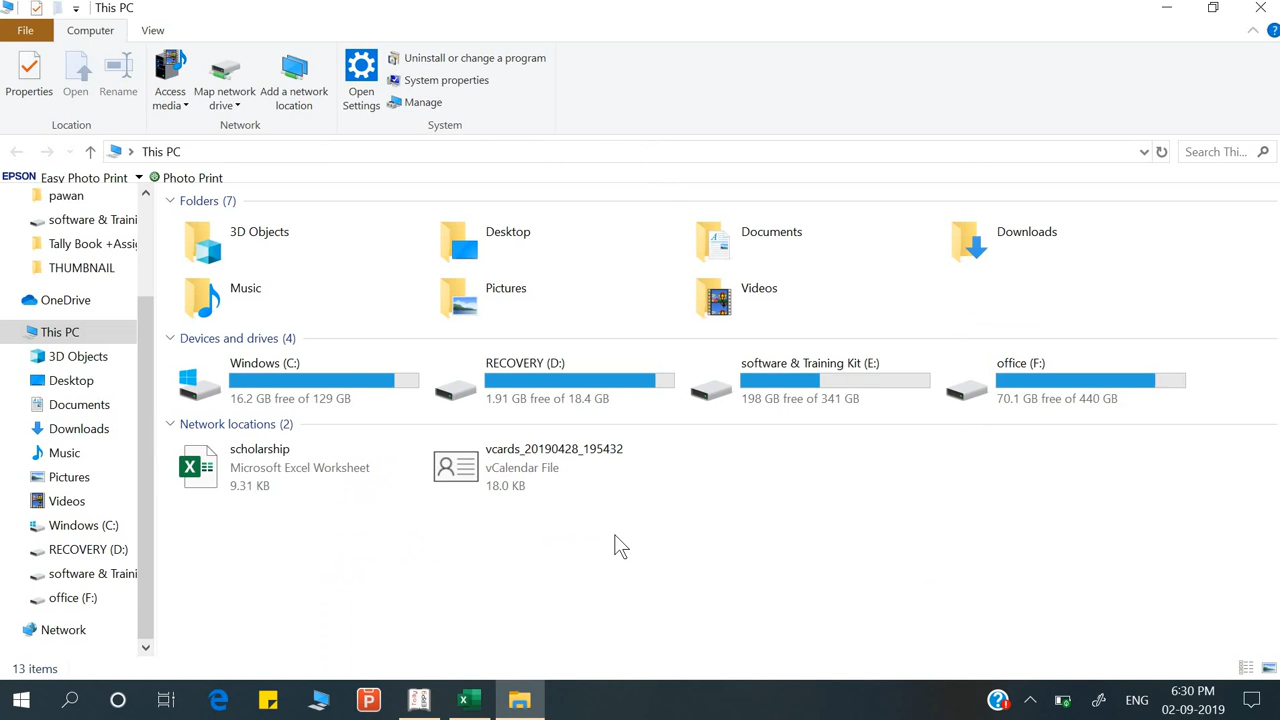 This PC
File
Computer
View
Properties
Open
Rename
Access media
Map network drive
Add a network location
Open Settings
Uninstall or change a program
System properties
Manage
Location
Network
System
This PC
Search Thi...
EPSON Easy Photo Print
Photo Print
pawan
software & Traini
Tally Book +Assig
THUMBNAIL
OneDrive
This PC
3D Objects
Desktop
Documents
Downloads
Music
Pictures
Videos
Windows (C:)
RECOVERY (D:)
software & Traini
office (F:)
Network
Folders (7)
3D Objects
Desktop
Documents
Downloads
Music
Pictures
Videos
Devices and drives (4)
Windows (C:)
16.2 GB free of 129 GB
RECOVERY (D:)
1.91 GB free of 18.4 GB
software & Training Kit (E:)
198 GB free of 341 GB
office (F:)
70.1 GB free of 440 GB
Network locations (2)
scholarship
Microsoft Excel Worksheet
9.31 KB
vcards_20190428_195432
vCalendar File
18.0 KB
13 items
ENG
6:30 PM
02-09-2019